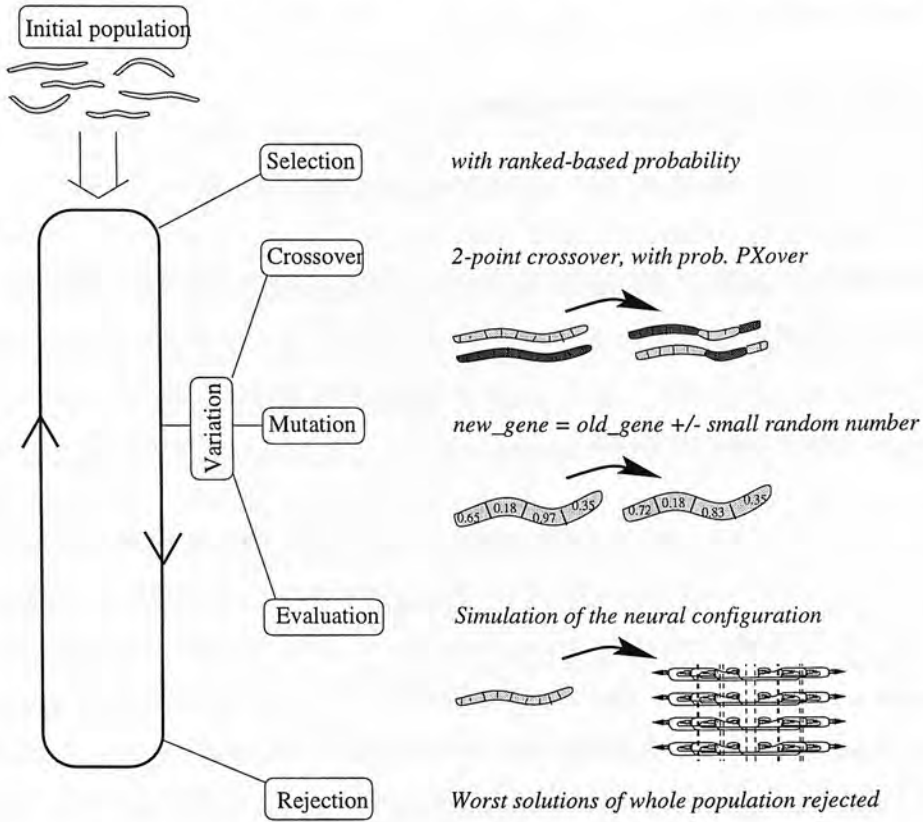 Initial population
Selection
with ranked-based probability
Crossover
2-point crossover, with prob. PXover
Variation
Mutation
new_gene = old_gene +/- small random number
0.65 0.18 0.97 0.35
0.72 0.18 0.83 0.35
Evaluation
Simulation of the neural configuration
Rejection
Worst solutions of whole population rejected